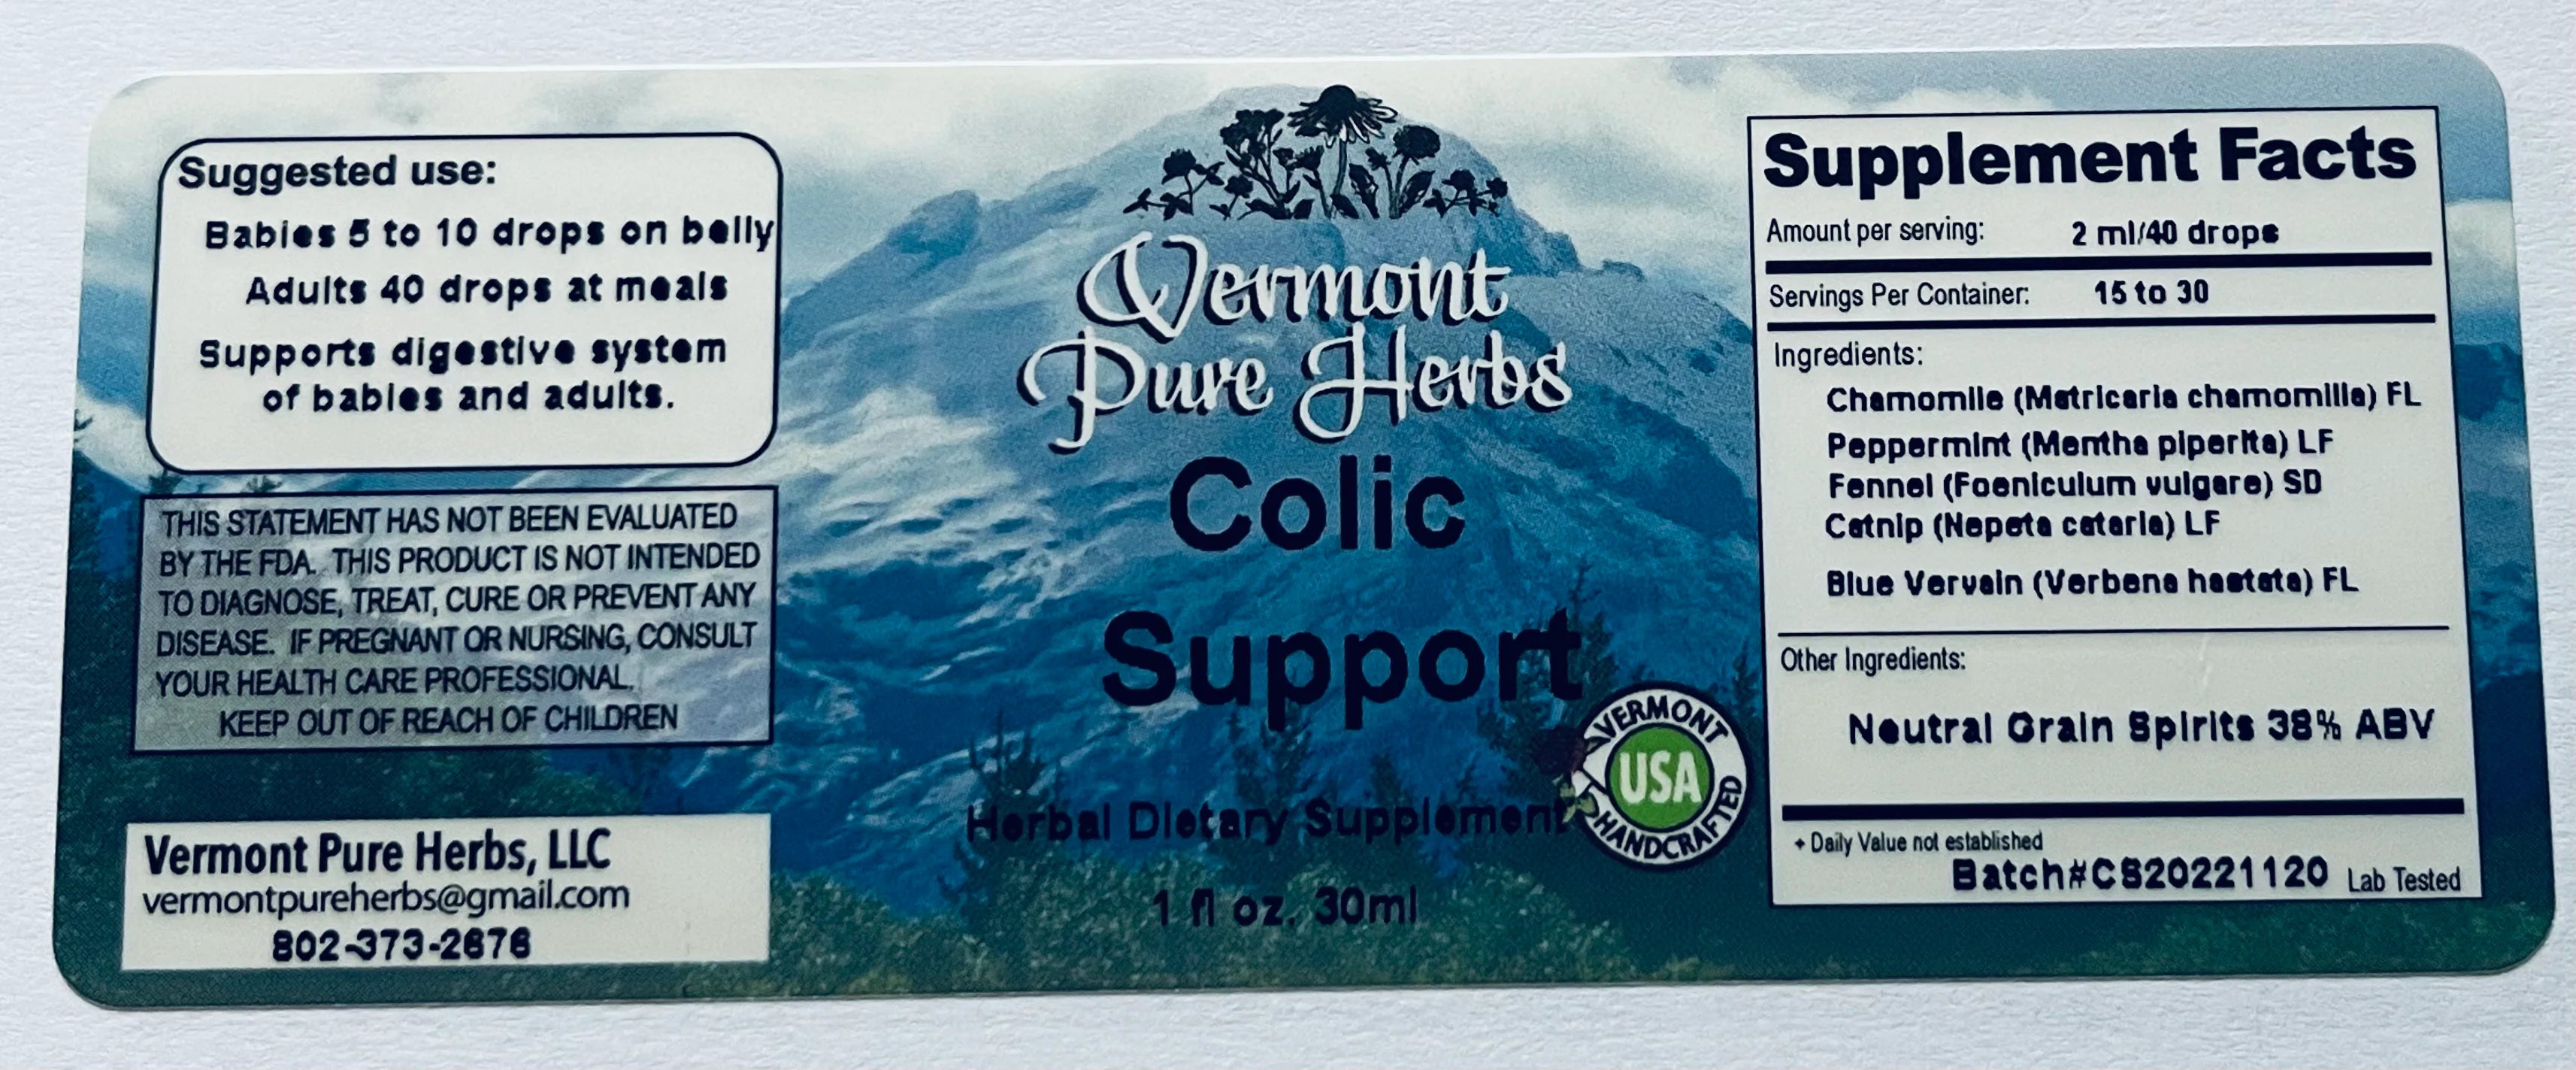 Suggested use:
Babies 5 to 10 drops on belly
Adults 40 drops at meals
Supports digestive system
of babies and adults.
THIS STATEMENT HAS NOT BEEN EVALUATED
BY THE FDA. THIS PRODUCT IS NOT INTENDED
TO DIAGNOSE, TREAT, CURE OR PREVENT ANY
DISEASE. IF PREGNANT OR NURSING, CONSULT
YOUR HEALTH CARE PROFESSIONAL.
KEEP OUT OF REACH OF CHILDREN
Vermont Pure Herbs, LLC
vermontpureherbs@gmail.com
802-373-2676
Vermont
Pure Herbs
Colic
Support
Herbal Dietary Supplement
1 fl oz. 30ml
VERMONT
USA
HANDCRAFTED
Supplement Facts
Amount per serving: 2 ml/40 drops
Servings Per Container: 15 to 30
Ingredients:
Chamomile (Matricaria chamomilla) FL
Peppermint (Mentha piperita) LF
Fennel (Foeniculum vulgare) SD
Catnip (Nepeta cataria) LF
Blue Vervain (Verbena hastata) FL
Other Ingredients:
Neutral Grain Spirits 38% ABV
+ Daily Value not established
Batch#CS20221120 Lab Tested